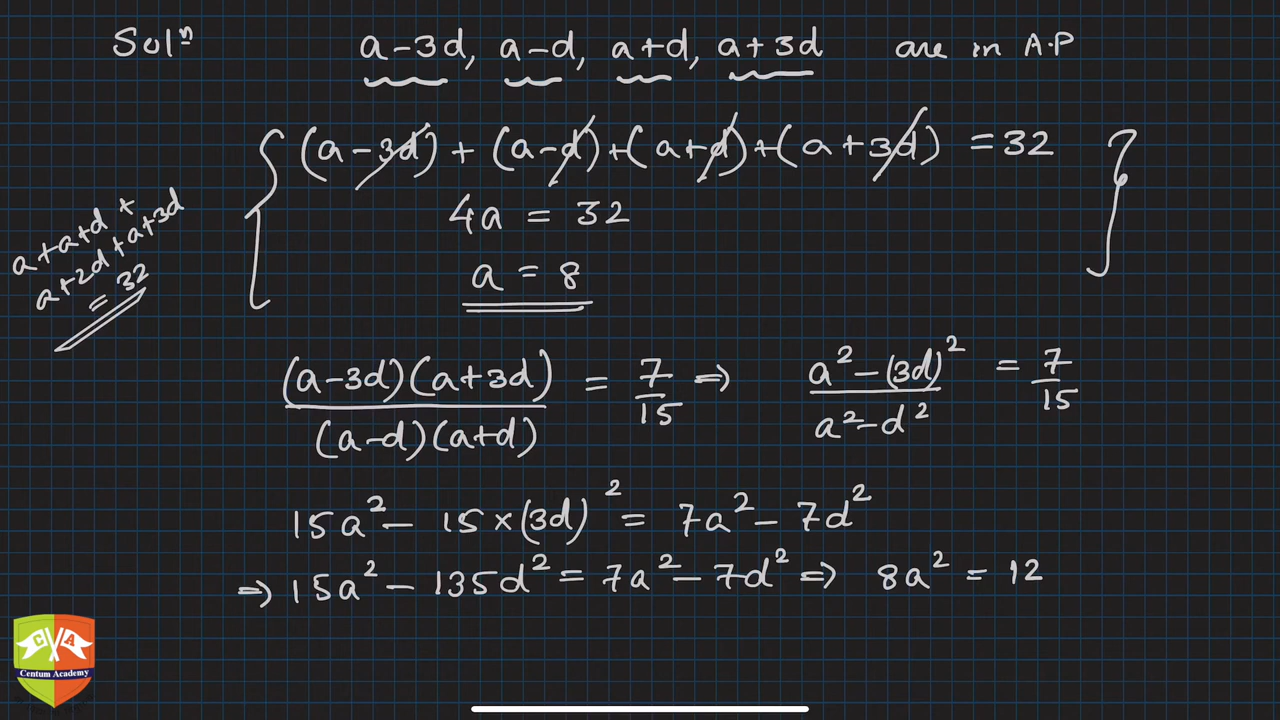 Solⁿ a-3d, a-d, a+d, a+3d are in A.P
(a-3d) + (a-d) + (a+d) + (a+3d) = 32
4a = 32
a = 8
a+a+d +
a+2d+a+3d
= 32
(a-3d)(a+3d)/(a-d)(a+d) = 7/15 ⇒ a²-(3d)²/a²-d² = 7/15
15a² - 15×(3d)² = 7a² - 7d²
⇒ 15a² - 135d² = 7a² - 7d² ⇒ 8a² = 12
C A
Centum Academy